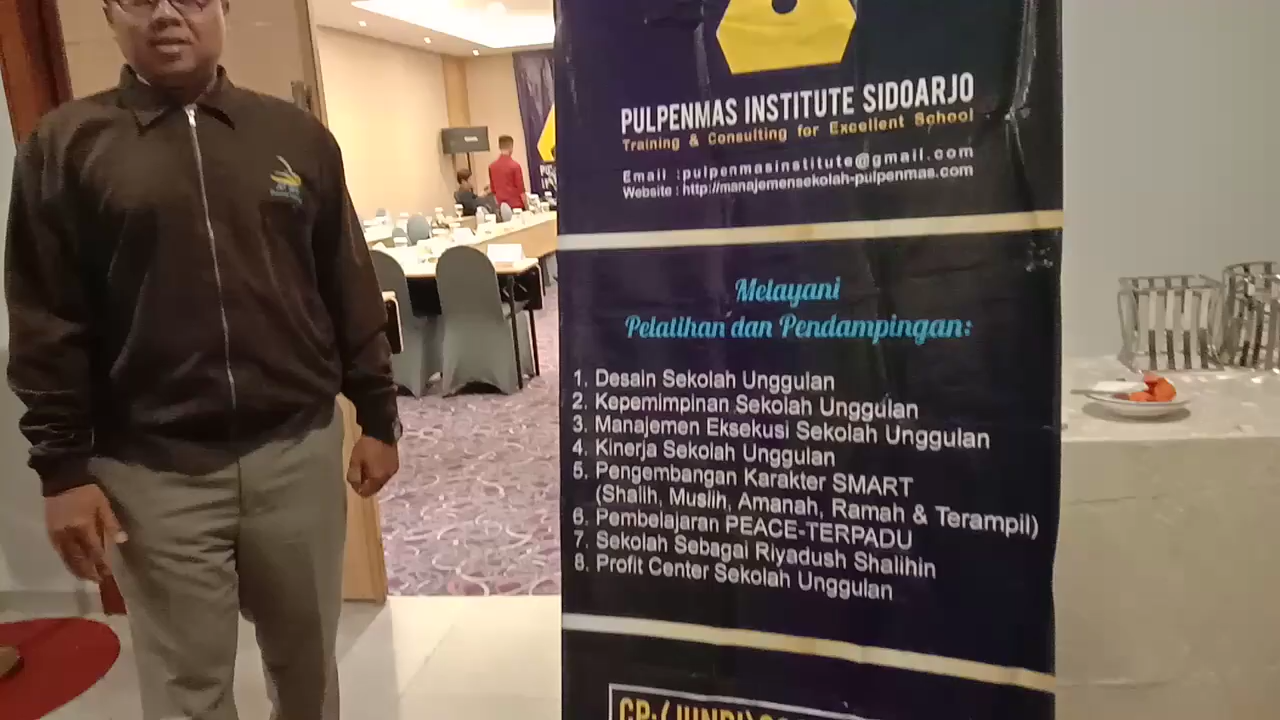 PULPENMAS INSTITUTE SIDOARJO
Training & Consulting for Excellent School
Email :pulpenmasinstitute@gmail.com
Website : http://manajemensekolah-pulpenmas.com
Melayani
Pelatihan dan Pendampingan:
1. Desain Sekolah Unggulan
2. Kepemimpinan Sekolah Unggulan
3. Manajemen Eksekusi Sekolah Unggulan
4. Kinerja Sekolah Unggulan
5. Pengembangan Karakter SMART
(Shalih, Muslih, Amanah, Ramah & Terampil)
6. Pembelajaran PEACE-TERPADU
7. Sekolah Sebagai Riyadush Shalihin
8. Profit Center Sekolah Unggulan